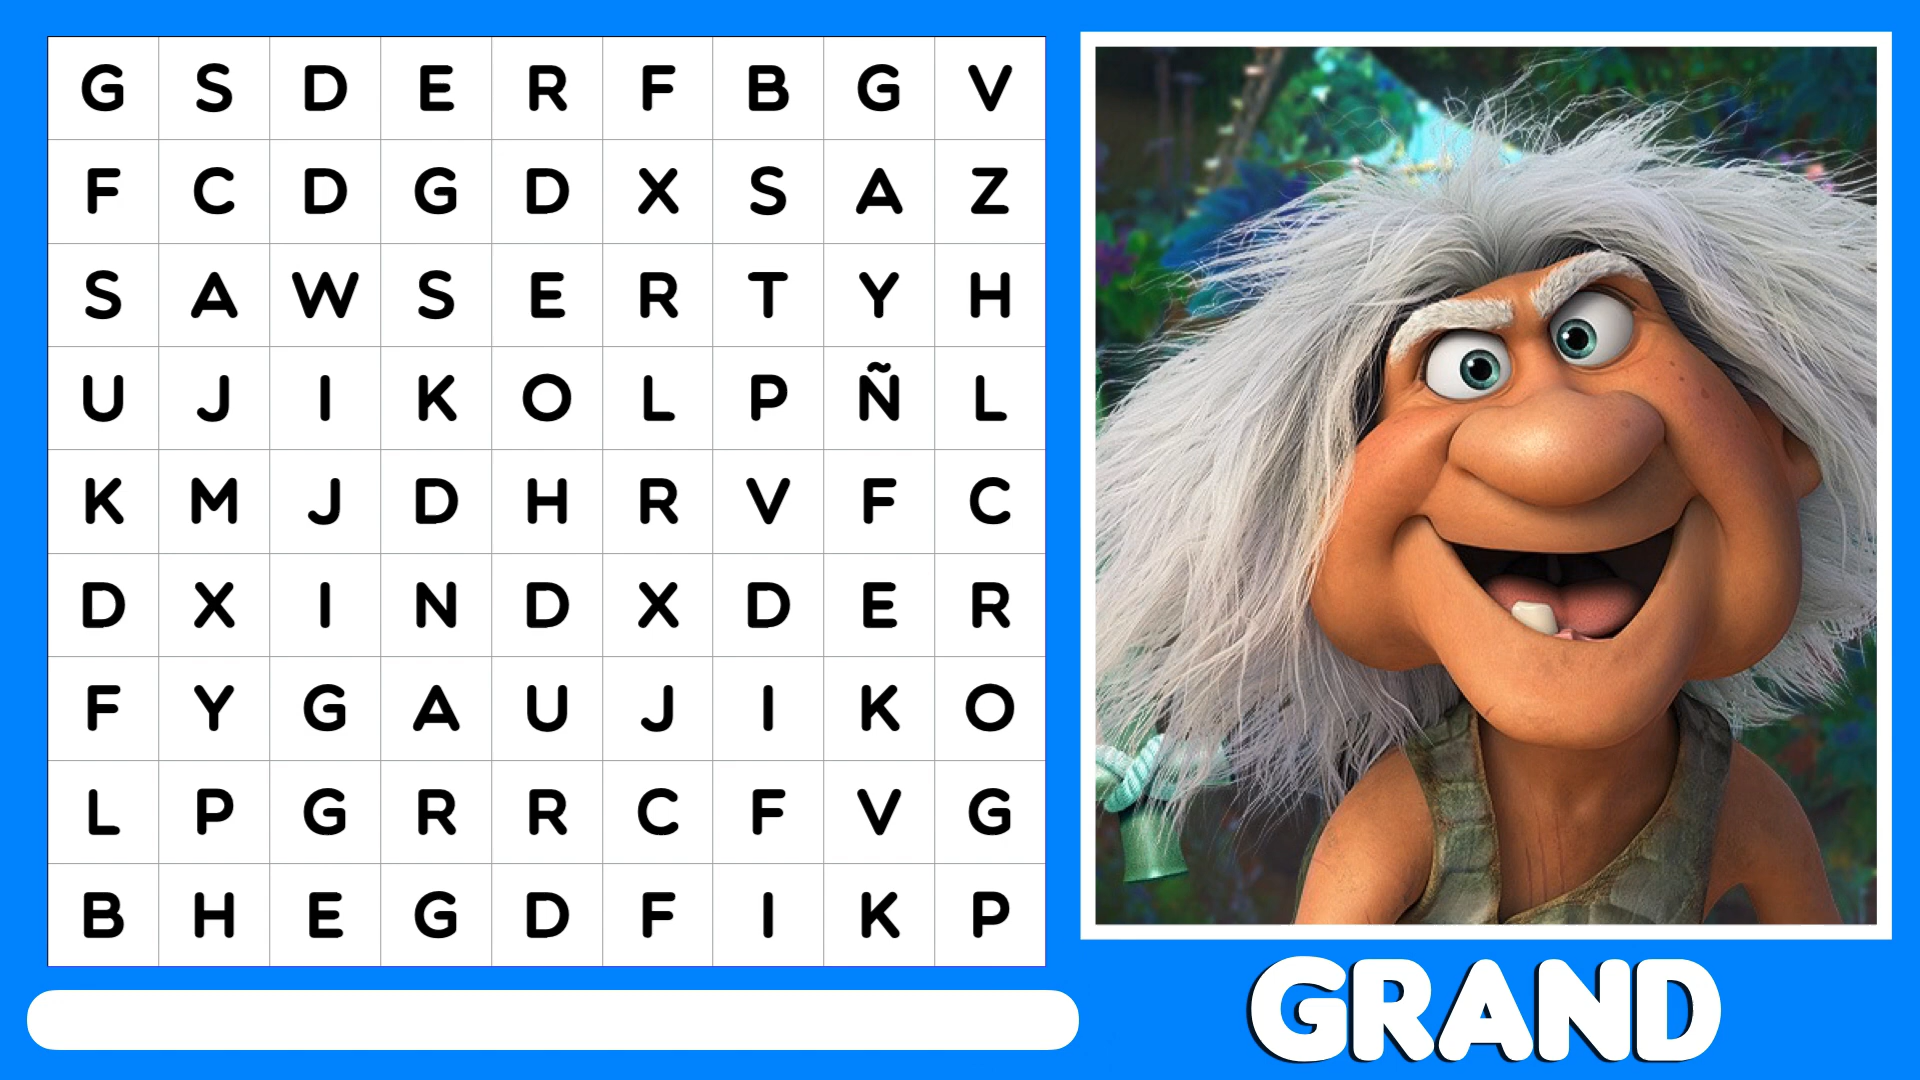 G S D E R F B G V
F C D G D X S A Z
S A W S E R T Y H
U J I K O L P Ñ L
K M J D H R V F C
D X I N D X D E R
F Y G A U J I K O
L P G R R C F V G
B H E G D F I K P
GRAND